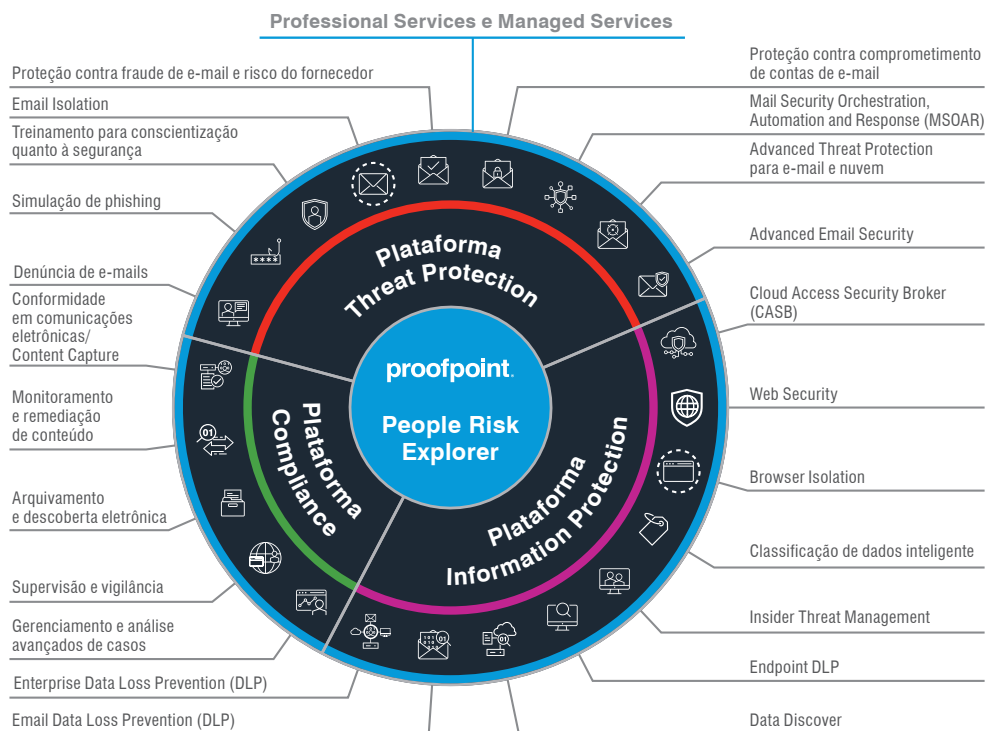 Professional Services e Managed Services
Proteção contra fraude de e-mail e risco do fornecedor
Email Isolation
Treinamento para conscientização
quanto à segurança
Simulação de phishing
Denúncia de e-mails
Conformidade
em comunicações
eletrônicas/
Content Capture
Monitoramento
e remediação
de conteúdo
Arquivamento
e descoberta eletrônica
Supervisão e vigilância
Gerenciamento e análise
avançados de casos
Enterprise Data Loss Prevention (DLP)
Email Data Loss Prevention (DLP)
Proteção contra comprometimento
de contas de e-mail
Mail Security Orchestration,
Automation and Response (MSOAR)
Advanced Threat Protection
para e-mail e nuvem
Advanced Email Security
Cloud Access Security Broker
(CASB)
Web Security
Browser Isolation
Classificação de dados inteligente
Insider Threat Management
Endpoint DLP
Data Discover
Plataforma
Threat Protection
Plataforma
Compliance
Plataforma
Information Protection
proofpoint.
People Risk
Explorer